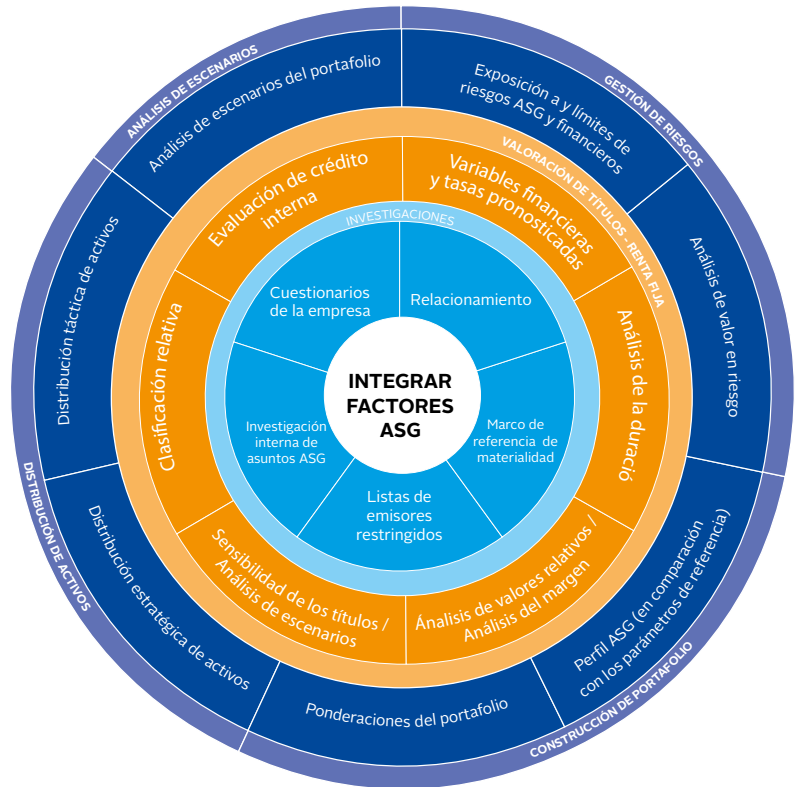 ANÁLISIS DE ESCENARIOS
Análisis de escenarios del portafolio
GESTIÓN DE RIESGOS
Exposición a y límites de
riesgos ASG y financieros
Análisis de valor en riesgo
CONSTRUCCIÓN DE PORTAFOLIO
Perfil ASG (en comparación
con los parámetros de referencia)
Ponderaciones del portafolio
DISTRIBUCIÓN DE ACTIVOS
Distribución estratégica de activos
Distribución táctica de activos
VALORACIÓN DE TÍTULOS - RENTA FIJA
Evaluación de crédito
interna
Variables financieras
y tasas pronosticadas
Análisis de la duració
Ánalisis de valores relativos /
Análisis del margen
Sensibilidad de los títulos /
Análisis de escenarios
Clasificación relativa
INVESTIGACIONES
Cuestionarios
de la empresa
Relacionamiento
Marco de
referencia de
materialidad
Listas de
emisores
restringidos
Investigación
interna de
asuntos ASG
INTEGRAR
FACTORES
ASG